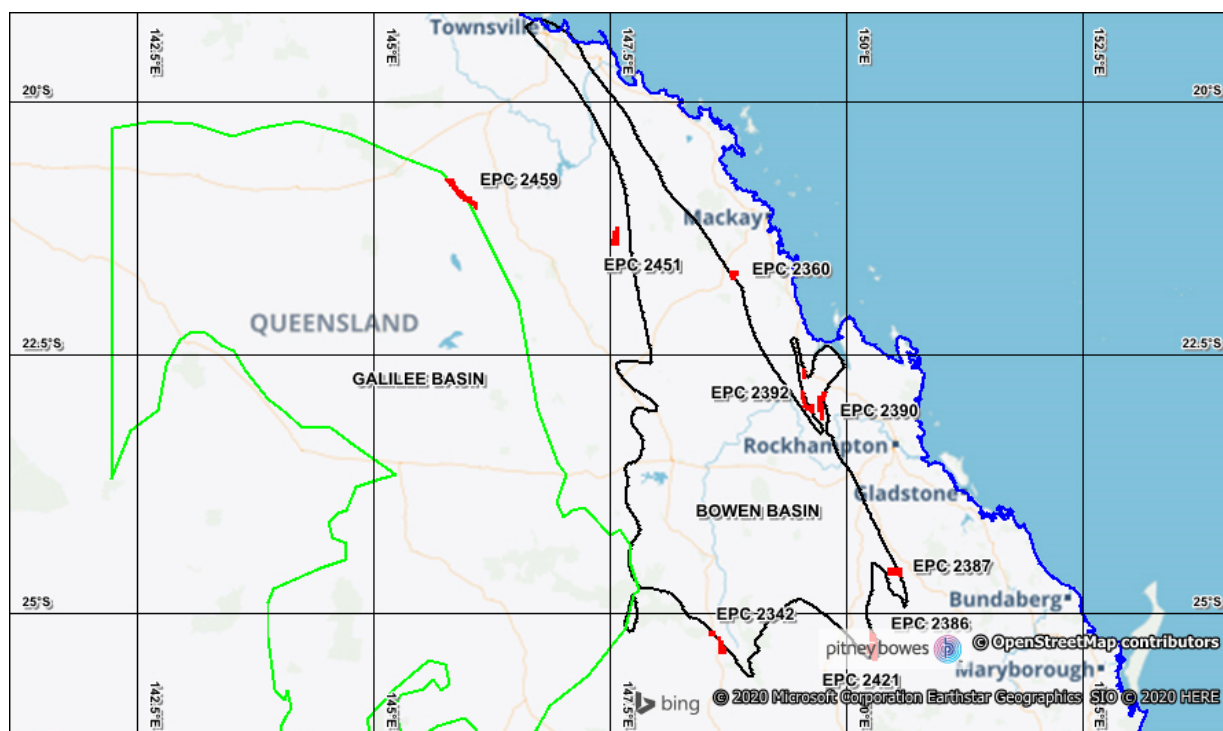 142.5°E
145°E
147.5°E
150°E
152.5°E
Townsville
20°S
20°S
EPC 2459
Mackay
EPC 2451
EPC 2360
QUEENSLAND
22.5°S
22.5°S
GALILEE BASIN
EPC 2392
EPC 2390
Rockhampton
Gladstone
BOWEN BASIN
EPC 2387
Bundaberg
25°S
25°S
EPC 2342
EPC 2386
pitney bowes
© OpenStreetMap contributors
Maryborough
EPC 2421
142.5°E
145°E
147.5°E
bing
© 2020 Microsoft Corporation Earthstar Geographics SIO © 2020 HERE